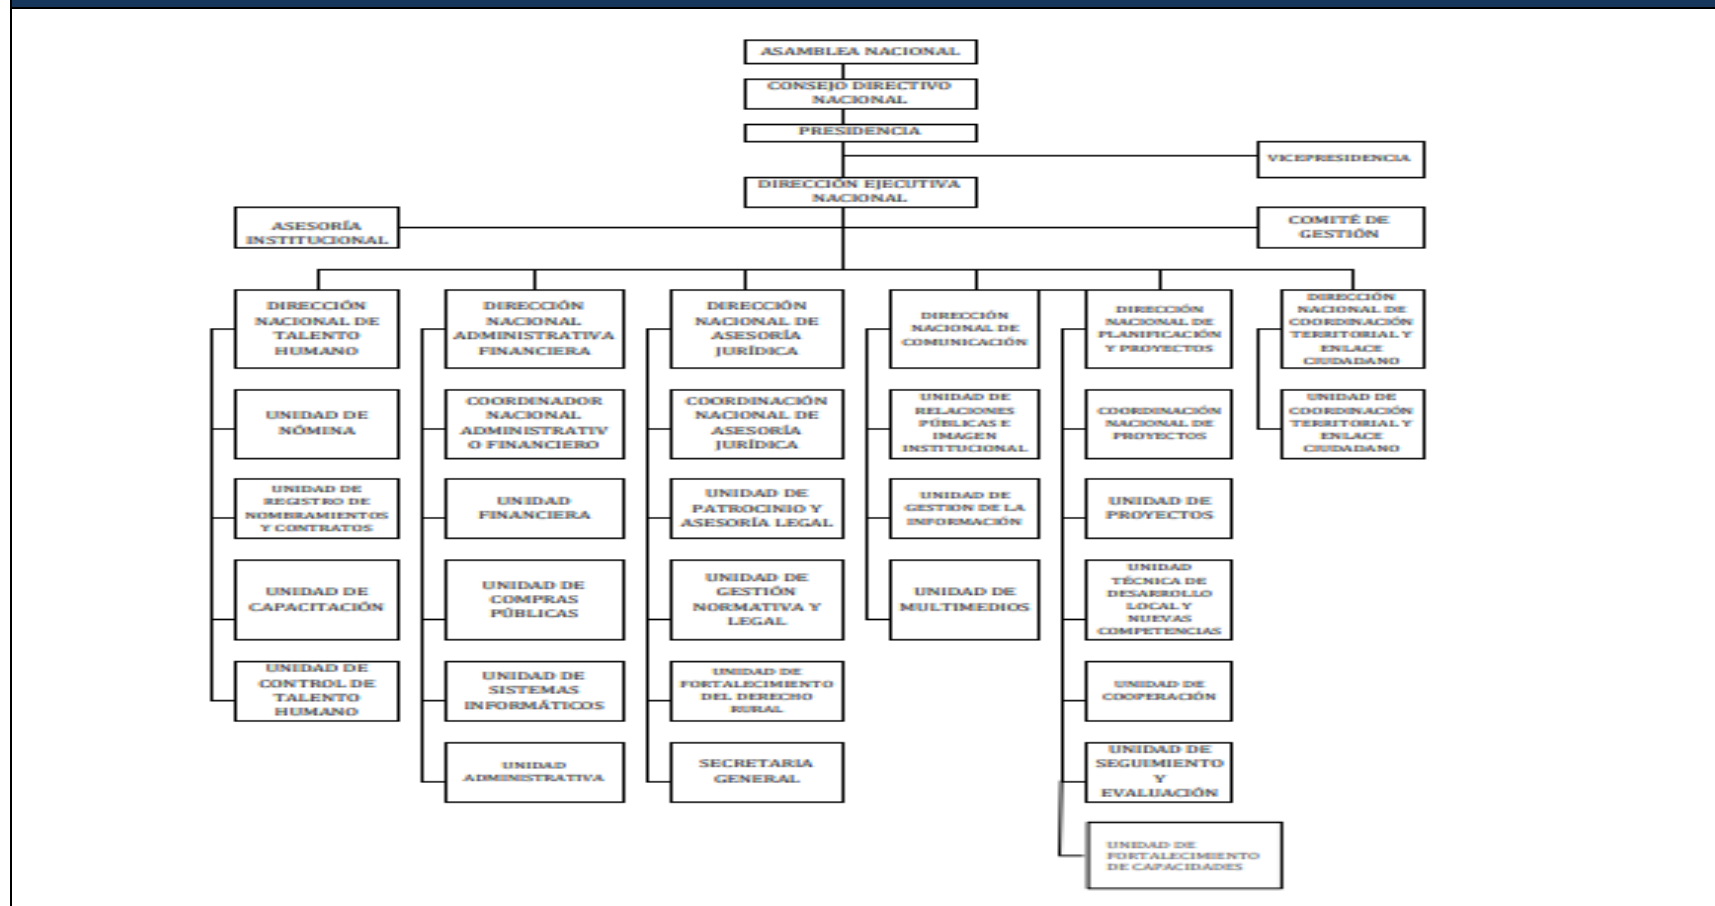 ASAMBLEA NACIONAL
CONSEJO DIRECTIVO
NACIONAL
PRESIDENCIA
VICEPRESIDENCIA
DIRECCIÓN EJECUTIVA
NACIONAL
ASESORÍA
INSTITUCIONAL
COMITÉ DE
GESTIÓN
DIRECCIÓN
NACIONAL DE
TALENTO
HUMANO
UNIDAD DE
NÓMINA
UNIDAD DE
REGISTRO DE
NOMBRAMIENTOS
Y CONTRATOS
UNIDAD DE
CAPACITACIÓN
UNIDAD DE
CONTROL DE
TALENTO
HUMANO
DIRECCIÓN
NACIONAL
ADMINISTRATIVA
FINANCIERA
COORDINADOR
NACIONAL
ADMINISTRATIV
O FINANCIERO
UNIDAD
FINANCIERA
UNIDAD DE
COMPRAS
PÚBLICAS
UNIDAD DE
SISTEMAS
INFORMÁTICOS
UNIDAD
ADMINISTRATIVA
DIRECCIÓN
NACIONAL DE
ASESORÍA
JURÍDICA
COORDINACIÓN
NACIONAL DE
ASESORÍA
JURÍDICA
UNIDAD DE
PATROCINIO Y
ASESORÍA LEGAL
UNIDAD DE
GESTIÓN
NORMATIVA Y
LEGAL
UNIDAD DE
FORTALECIMIENTO
DEL DERECHO
RURAL
SECRETARIA
GENERAL
DIRECCIÓN
NACIONAL DE
COMUNICACIÓN
UNIDAD DE
RELACIONES
PÚBLICAS E
IMAGEN
INSTITUCIONAL
UNIDAD DE
GESTION DE LA
INFORMACIÓN
UNIDAD DE
MULTIMEDIOS
DIRECCIÓN
NACIONAL DE
PLANIFICACIÓN
Y PROYECTOS
COORDINACIÓN
NACIONAL DE
PROYECTOS
UNIDAD DE
PROYECTOS
UNIDAD
TÉCNICA DE
DESARROLLO
LOCAL Y
NUEVAS
COMPETENCIAS
UNIDAD DE
COOPERACIÓN
UNIDAD DE
SEGUIMIENTO
Y
EVALUACIÓN
UNIDAD DE
FORTALECIMIENTO
DE CAPACIDADES
DIRECCIÓN
NACIONAL DE
COORDINACIÓN
TERRITORIAL Y
ENLACE
CIUDADANO
UNIDAD DE
COORDINACIÓN
TERRITORIAL Y
ENLACE
CIUDADANO